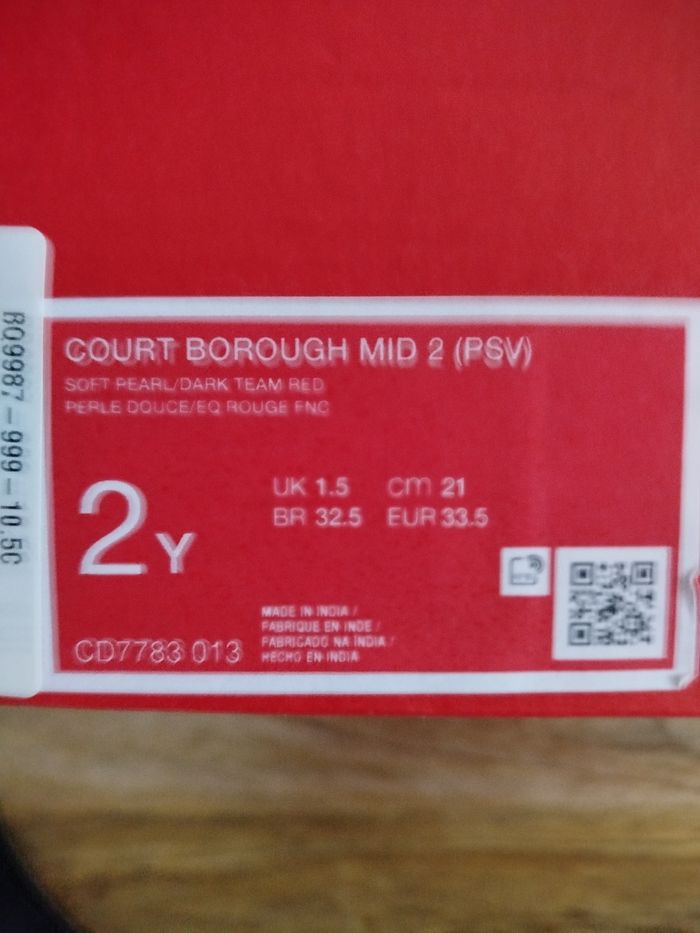 BQ9987-999-10.5C
COURT BOROUGH MID 2 (PSV)
SOFT PEARL/DARK TEAM RED
PERLE DOUCE/EQ ROUGE FNC
2Y
UK 1.5 cm 21
BR 32.5 EUR 33.5
CD7783 013
MADE IN INDIA /
FABRIQUE EN INDE /
FABRICADO NA INDIA /
HECHO EN INDIA